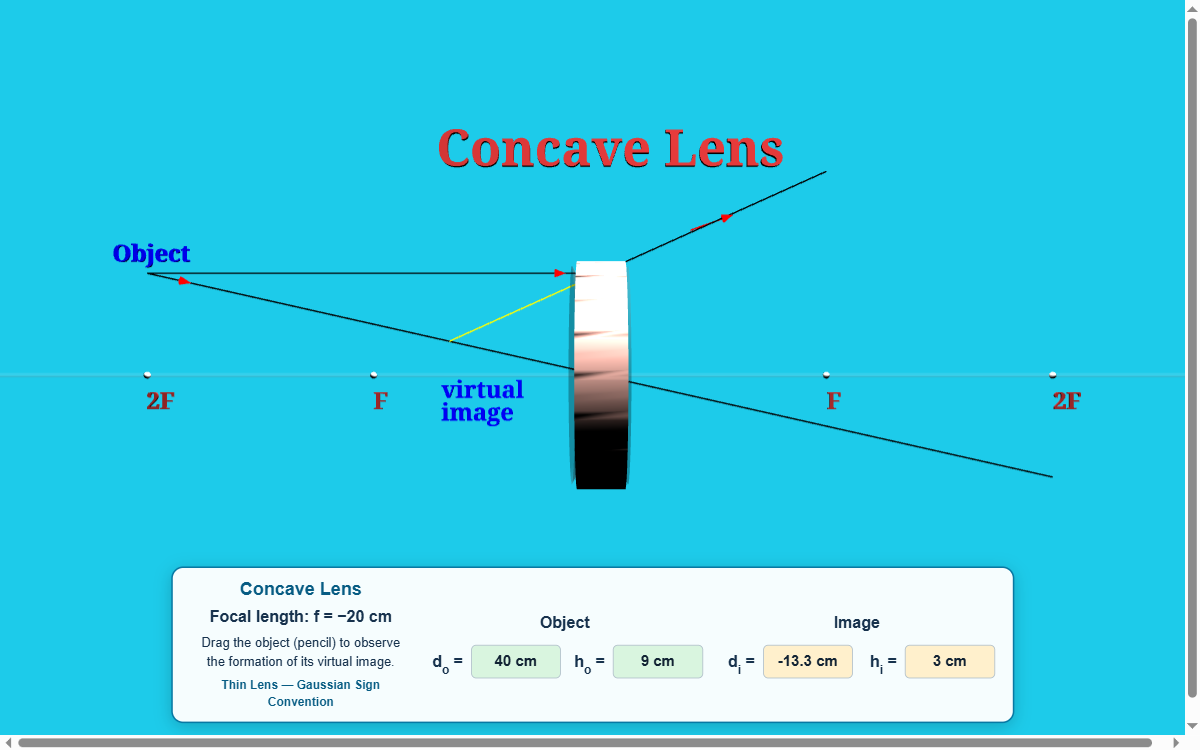 Concave Lens
Object
virtual
image
2F
F
F
2F
Concave Lens
Focal length: f = −20 cm
Drag the object (pencil) to observe
the formation of its virtual image.
Thin Lens — Gaussian Sign
Convention
Object
do = 40 cm ho = 9 cm
Image
di = -13.3 cm hi = 3 cm